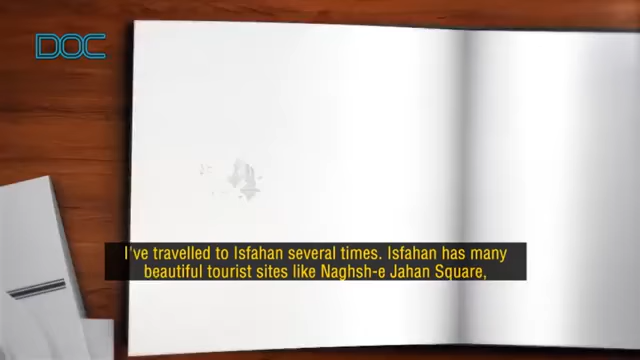 DOC
I've travelled to Isfahan several times. Isfahan has many
beautiful tourist sites like Naghsh-e Jahan Square,